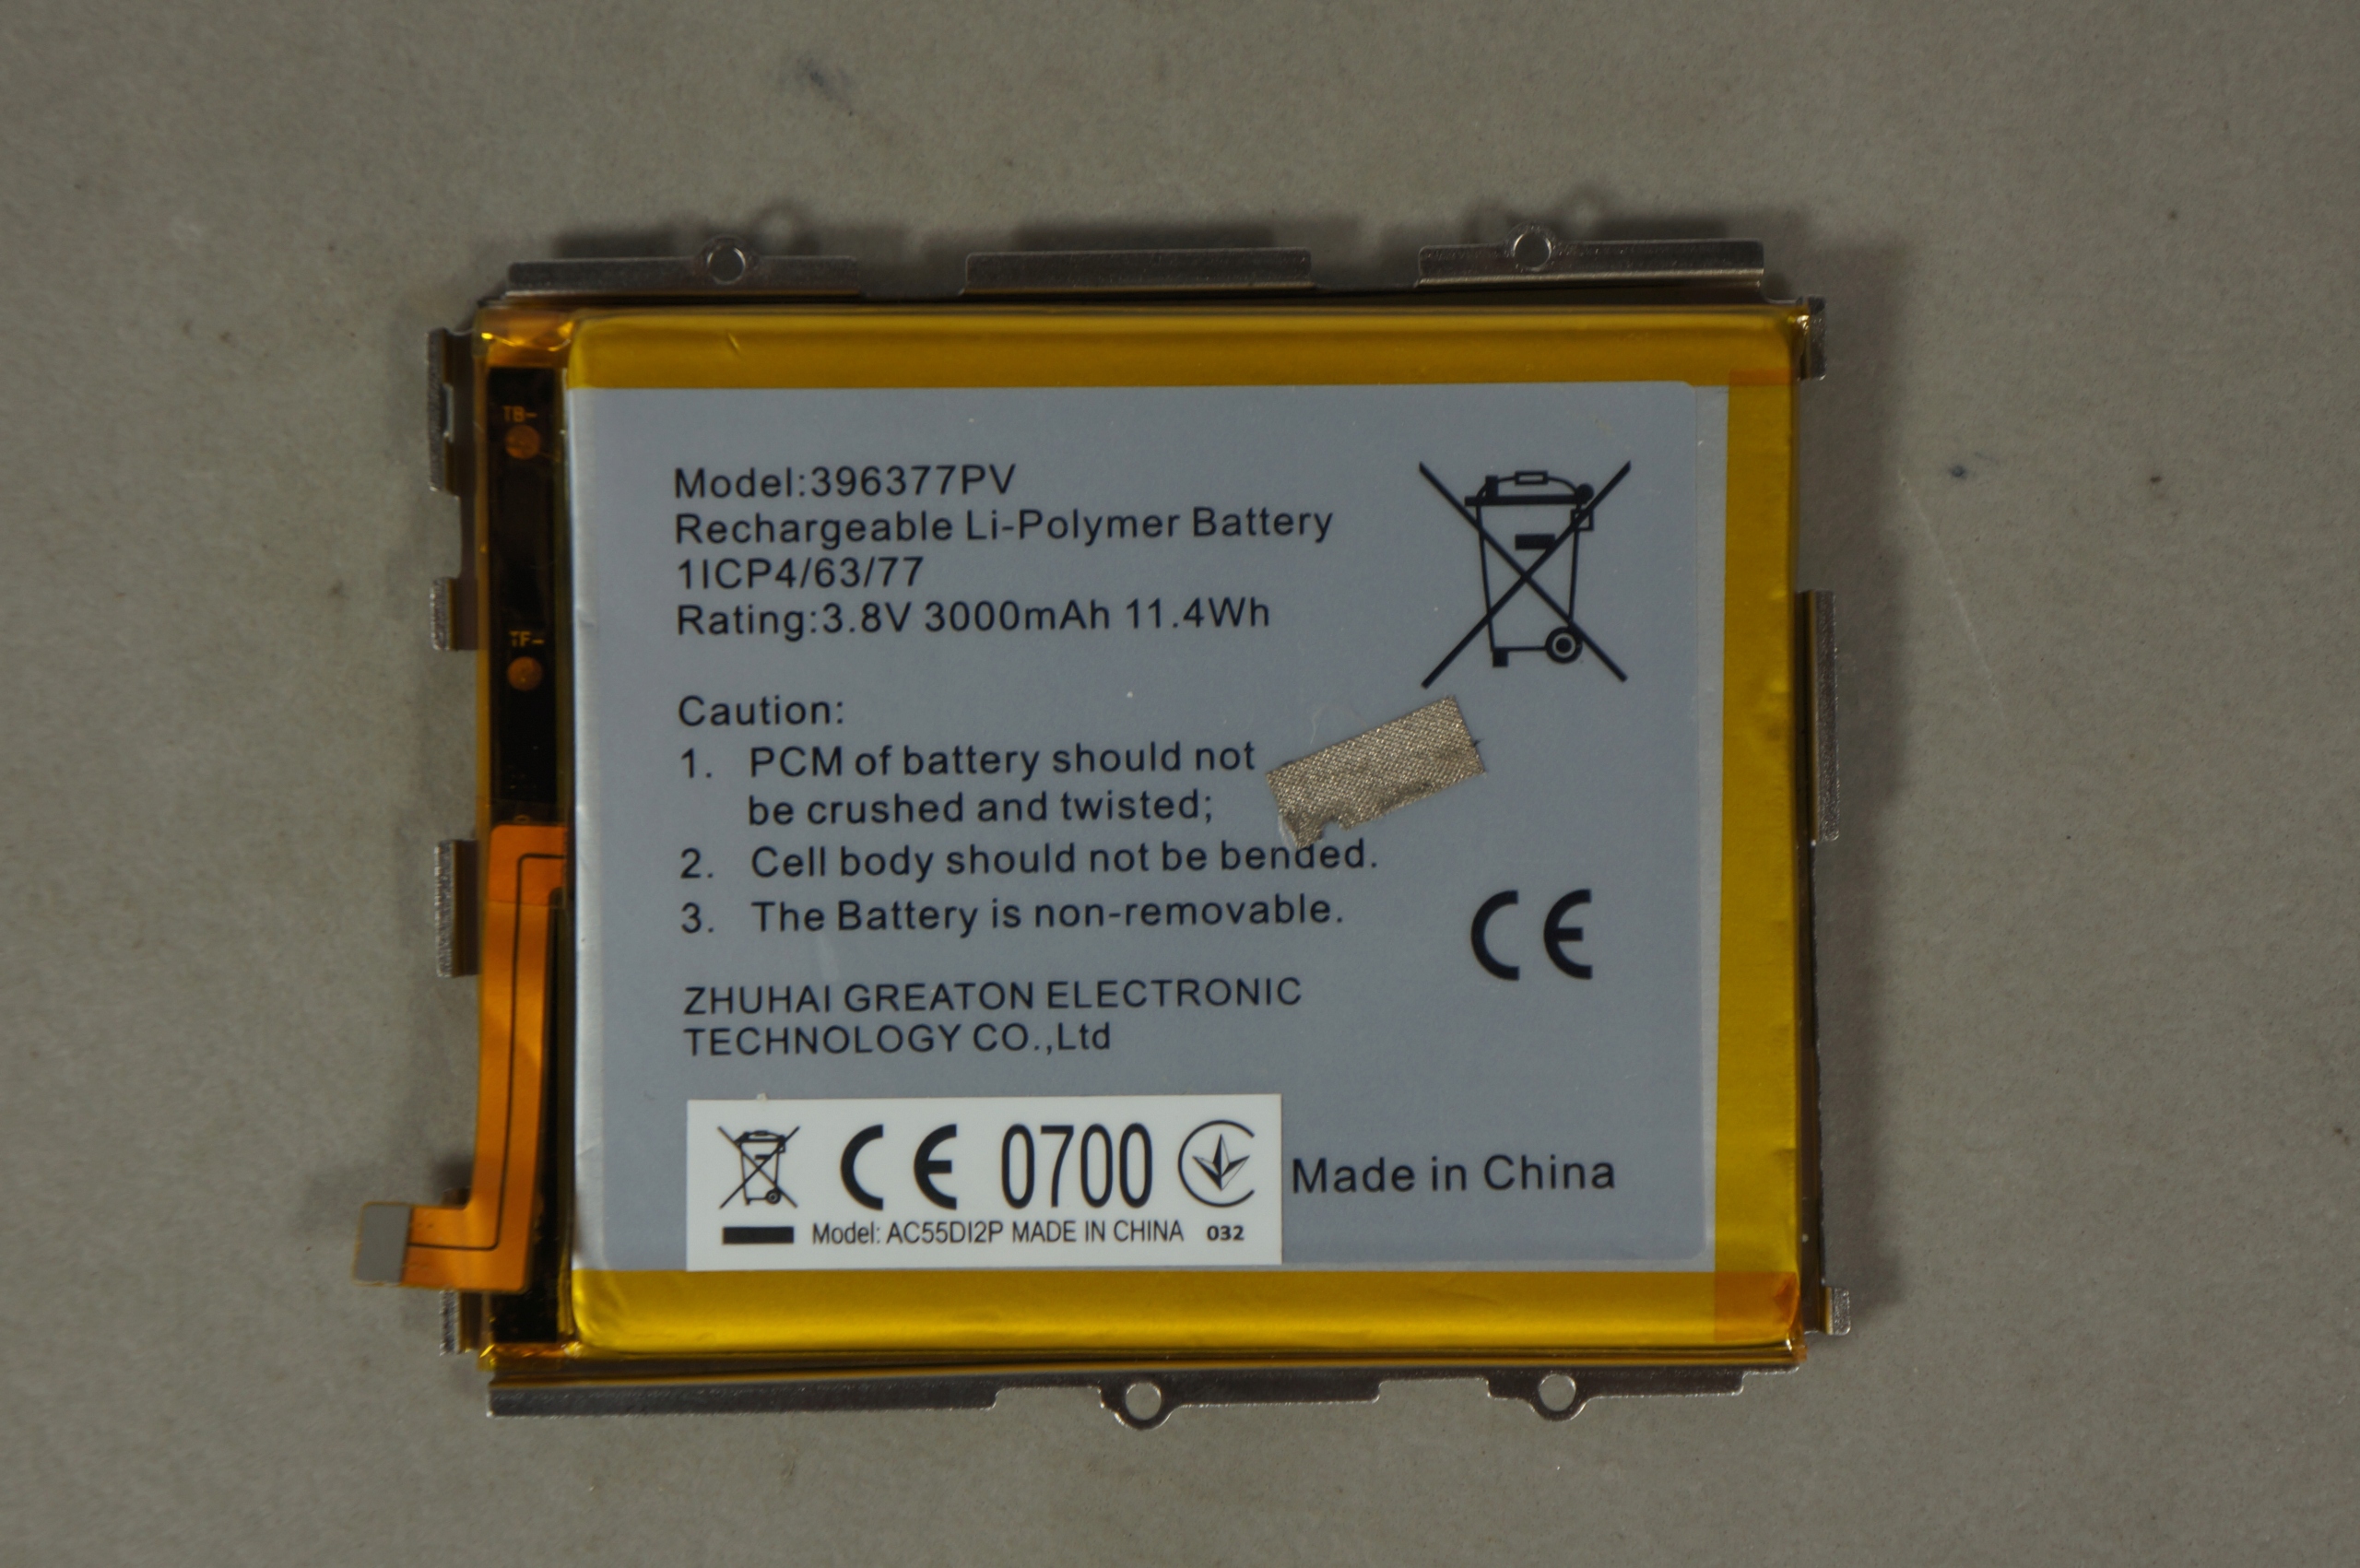 TB-
TF-
Model:396377PV
Rechargeable Li-Polymer Battery
1ICP4/63/77
Rating:3.8V 3000mAh 11.4Wh
Caution:
1. PCM of battery should not
be crushed and twisted;
2. Cell body should not be bended.
3. The Battery is non-removable.
CE
ZHUHAI GREATON ELECTRONIC
TECHNOLOGY CO.,Ltd
CE 0700
Model: AC55DI2P MADE IN CHINA 032
Made in China